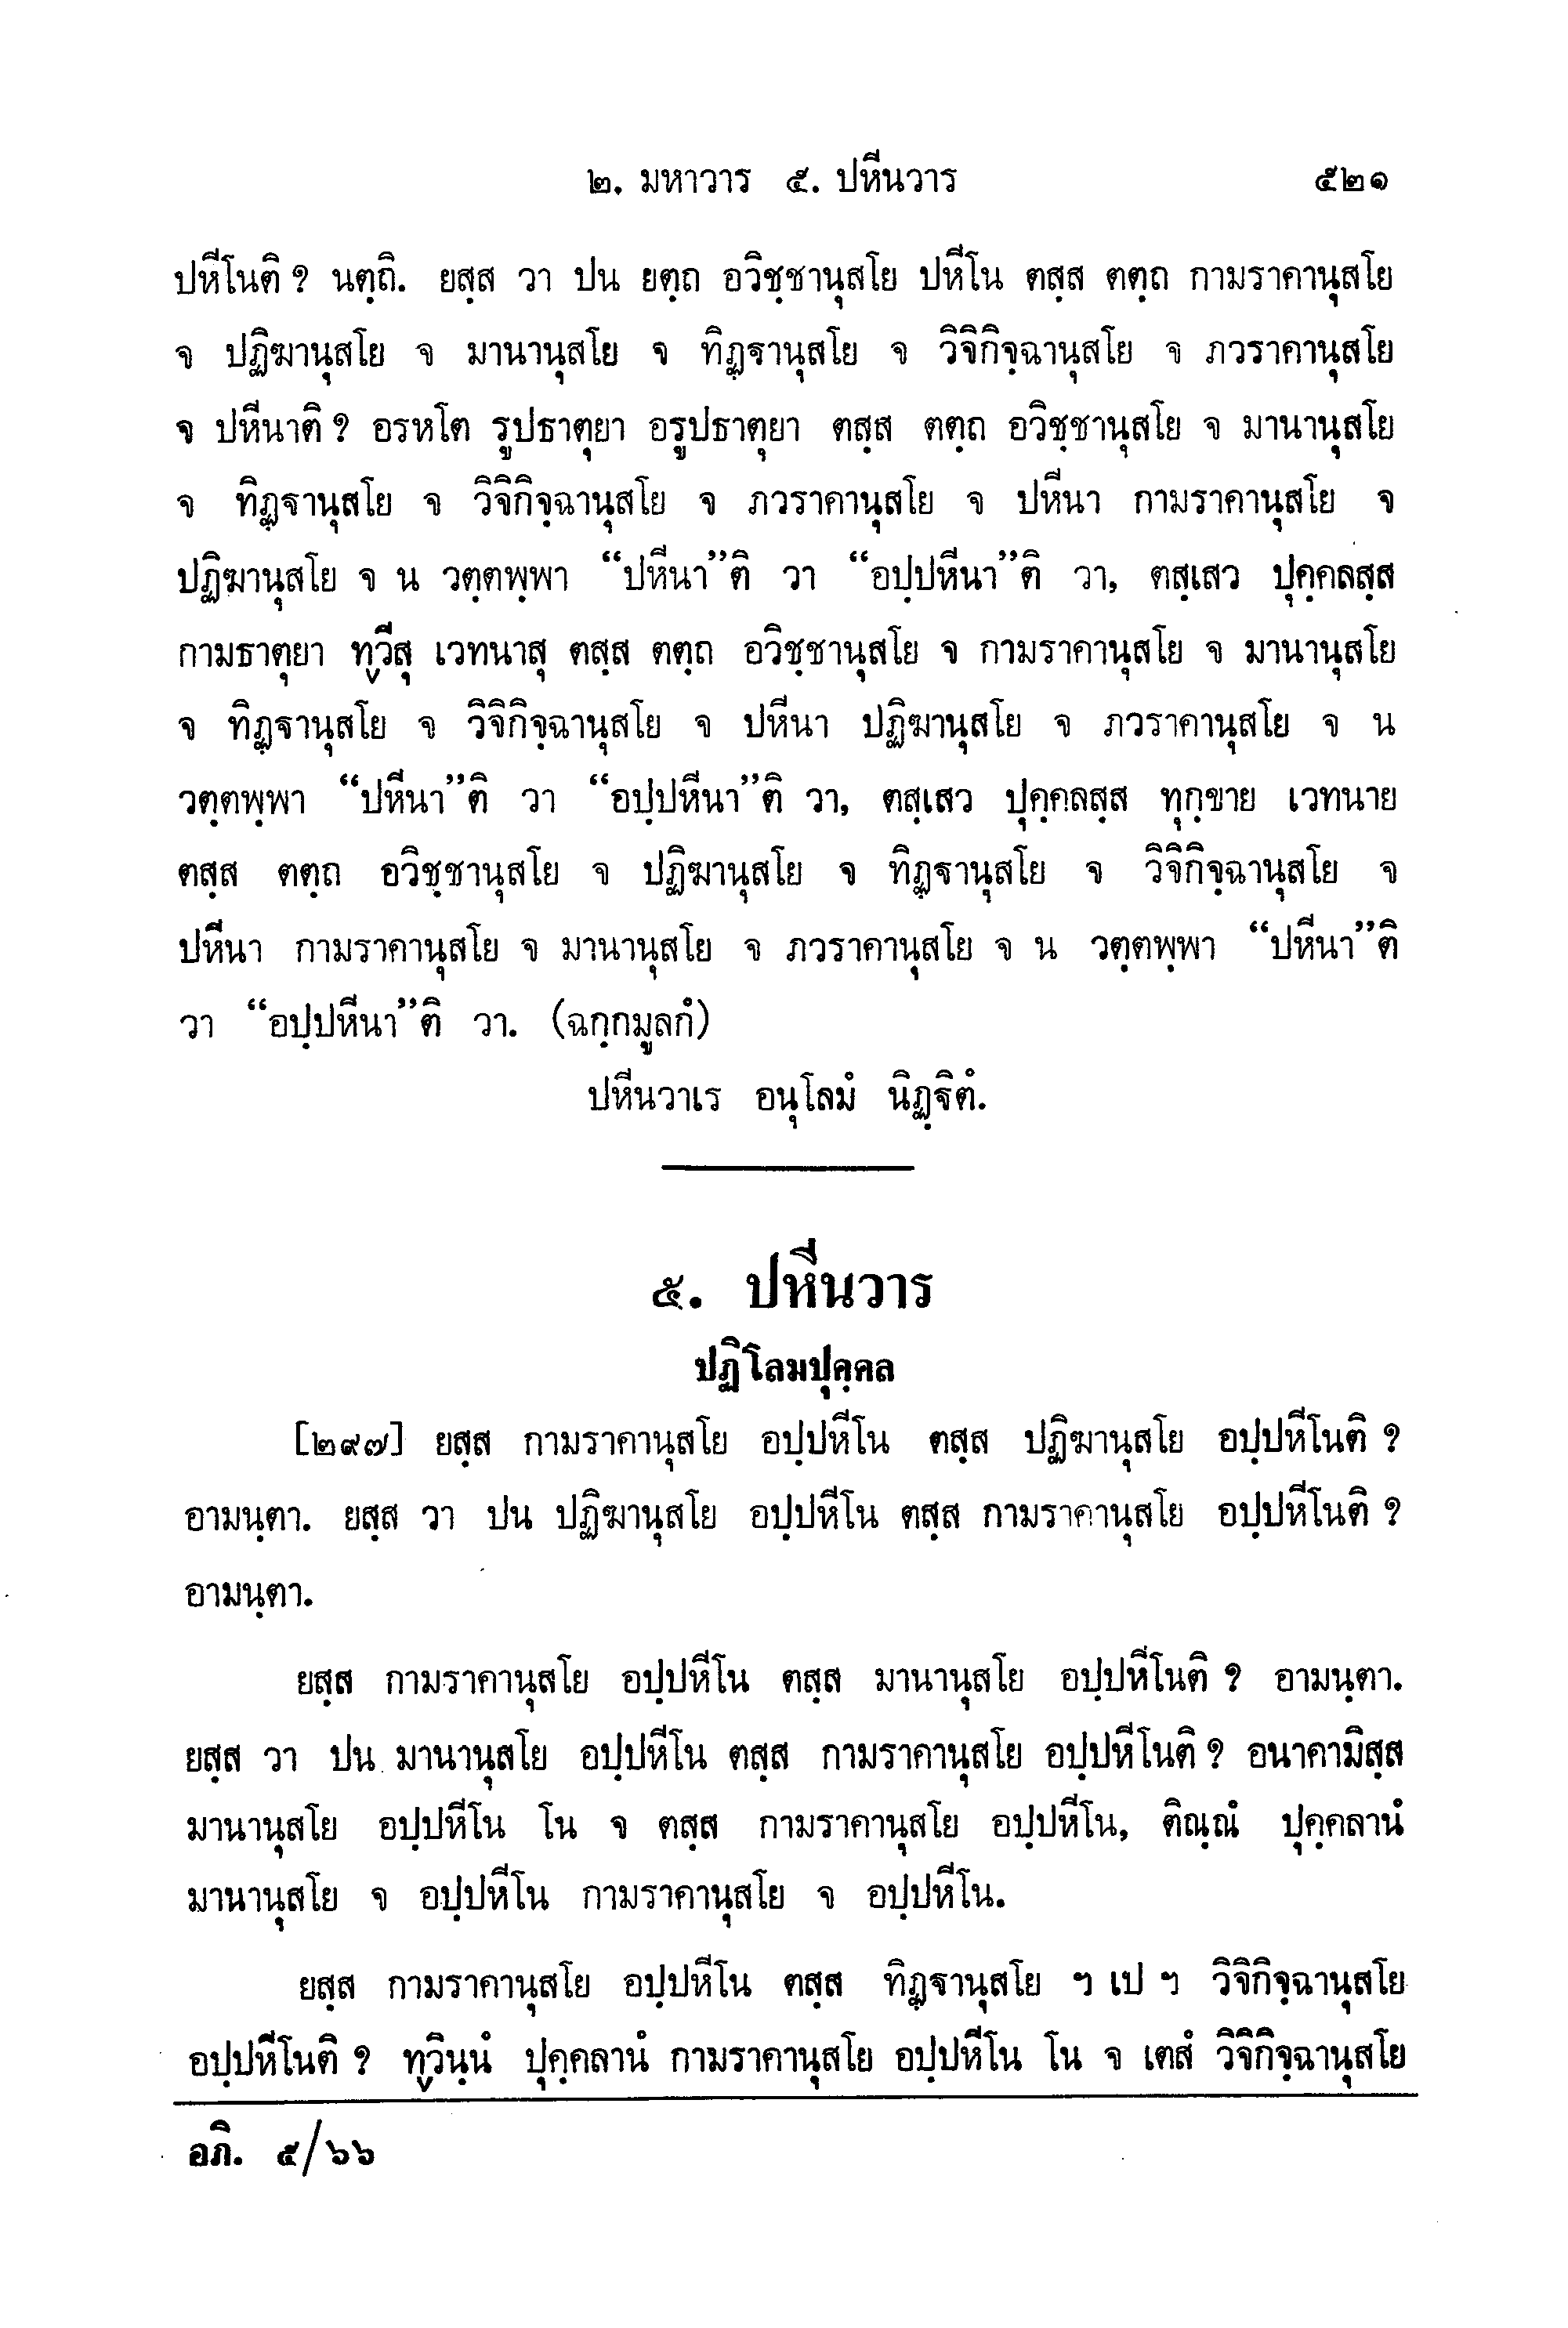 ๒. มหาวาร ๕. ปหีนวาร ๕๒๑
ปหีโนติ ? นตฺถิ. ยสฺส วา ปน ยตฺถ อวิชฺชานุสโย ปหีโน ตสฺส ตตฺถ กามราคานุสโย
จ ปฏิฆานุสโย จ มานานุสโย จ ทิฏฺฐานุสโย จ วิจิกิจฺฉานุสโย จ ภวราคานุสโย
จ ปหีนาติ ? อรหโต รูปธาตุยา อรูปธาตุยา ตสฺส ตตฺถ อวิชฺชานุสโย จ มานานุสโย
จ ทิฏฺฐานุสโย จ วิจิกิจฺฉานุสโย จ ภวราคานุสโย จ ปหีนา กามราคานุสโย จ
ปฏิฆานุสโย จ น วตฺตพฺพา “ปหีนา”ติ วา “อปฺปหีนา”ติ วา, ตสฺเสว ปุคฺคลสฺส
กามธาตุยา ทฺวีสุ เวทนาสุ ตสฺส ตตฺถ อวิชฺชานุสโย จ กามราคานุสโย จ มานานุสโย
จ ทิฏฺฐานุสโย จ วิจิกิจฺฉานุสโย จ ปหีนา ปฏิฆานุสโย จ ภวราคานุสโย จ น
วตฺตพฺพา “ปหีนา”ติ วา “อปฺปหีนา”ติ วา, ตสฺเสว ปุคฺคลสฺส ทุกฺขาย เวทนาย
ตสฺส ตตฺถ อวิชฺชานุสโย จ ปฏิฆานุสโย จ ทิฏฺฐานุสโย จ วิจิกิจฺฉานุสโย จ
ปหีนา กามราคานุสโย จ มานานุสโย จ ภวราคานุสโย จ น วตฺตพฺพา “ปหีนา”ติ
วา “อปฺปหีนา”ติ วา. (ฉกฺกมูลกํ)
ปหีนวาเร อนุโลมํ นิฏฺฐิตํ.
๕. ปหีนวาร
ปฏิโลมปุคฺคล
[๒๙๗] ยสฺส กามราคานุสโย อปฺปหีโน ตสฺส ปฏิฆานุสโย อปฺปหีโนติ ?
อามนฺตา. ยสฺส วา ปน ปฏิฆานุสโย อปฺปหีโน ตสฺส กามราคานุสโย อปฺปหีโนติ ?
อามนฺตา.
ยสฺส กามราคานุสโย อปฺปหีโน ตสฺส มานานุสโย อปฺปหีโนติ ? อามนฺตา.
ยสฺส วา ปน มานานุสโย อปฺปหีโน ตสฺส กามราคานุสโย อปฺปหีโนติ ? อนาคามิสฺส
มานานุสโย อปฺปหีโน โน จ ตสฺส กามราคานุสโย อปฺปหีโน, ติณฺณํ ปุคฺคลานํ
มานานุสโย จ อปฺปหีโน กามราคานุสโย จ อปฺปหีโน.
ยสฺส กามราคานุสโย อปฺปหีโน ตสฺส ทิฏฺฐานุสโย ฯ เป ฯ วิจิกิจฺฉานุสโย
อปฺปหีโนติ ? ทฺวินฺนํ ปุคฺคลานํ กามราคานุสโย อปฺปหีโน โน จ เตสํ วิจิกิจฺฉานุสโย
อภิ. ๕/๖๖